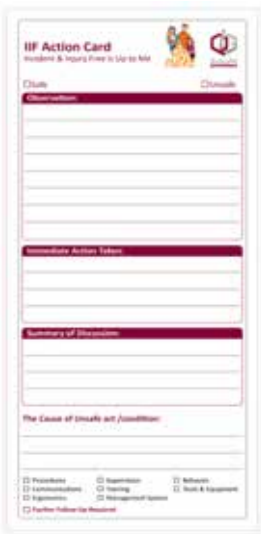 IIF Action Card
Incident & Injury Free is Up to Me
☐Safe ☐Unsafe
Observation:
Immediate Action Taken:
Summary of Discussion:
The Cause of Unsafe act /condition:
☐ Procedures ☐ Supervision ☐ Behavior
☐ Communications ☐ Training ☐ Tools & Equipment
☐ Ergonomics ☐ Management System
☐ Further Follow Up Required